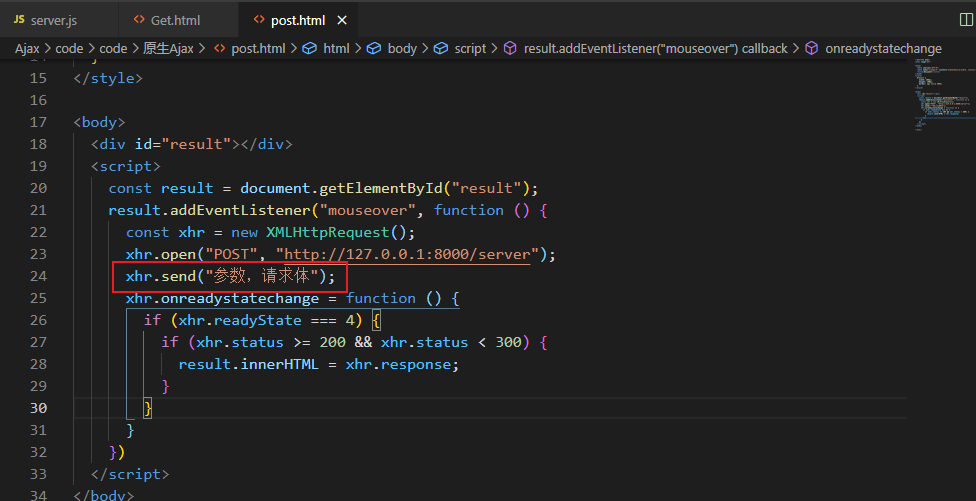 JS server.js <> Get.html <> post.html ×
Ajax > code > code > 原生Ajax > <> post.html > html > body > script > result.addEventListener("mouseover") callback > onreadystatechange
15 </style>
16
17 <body>
18 <div id="result"></div>
19 <script>
20 const result = document.getElementById("result");
21 result.addEventListener("mouseover", function () {
22 const xhr = new XMLHttpRequest();
23 xhr.open("POST", "http://127.0.0.1:8000/server");
24 xhr.send("参数，请求体");
25 xhr.onreadystatechange = function () {
26 if (xhr.readyState === 4) {
27 if (xhr.status >= 200 && xhr.status < 300) {
28 result.innerHTML = xhr.response;
29 }
30 }
31 }
32 })
33 </script>
34 </body>